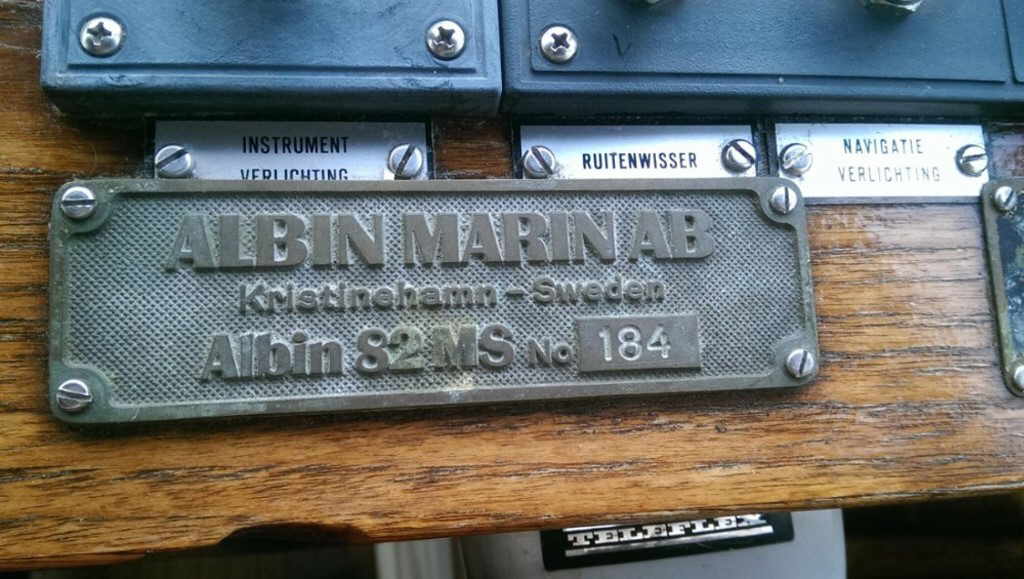 INSTRUMENT
VERLICHTING
RUITENWISSER
NAVIGATIE
VERLICHTING
ALBIN MARIN AB
Kristinehamn - Sweden
Albin 82 MS No 184
TELEFLEX